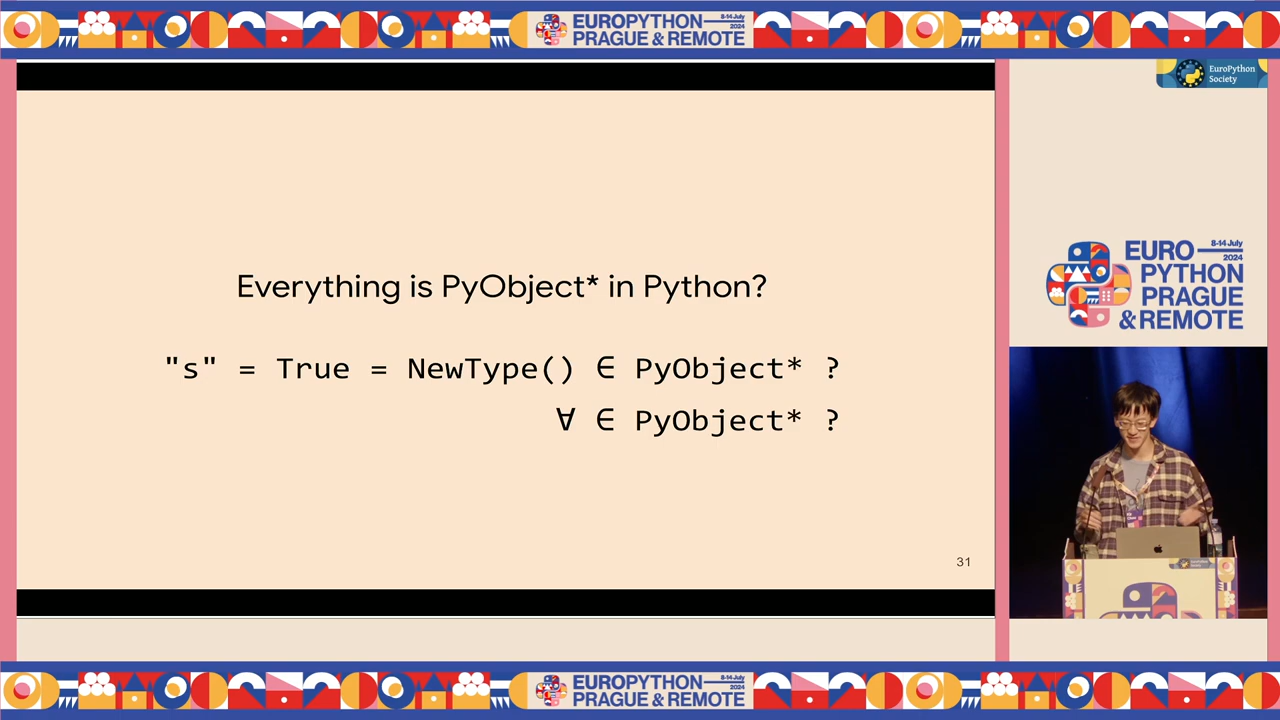 EUROPYTHON
8-14 July
2024
PRAGUE & REMOTE
EuroPython
Society
Everything is PyObject* in Python?
"s" = True = NewType() ∈ PyObject* ?
∀ ∈ PyObject* ?
31
EURO
8-14 July
2024
PYTHON
PRAGUE
& REMOTE
EUROPYTHON
8-14 July
2024
PRAGUE & REMOTE